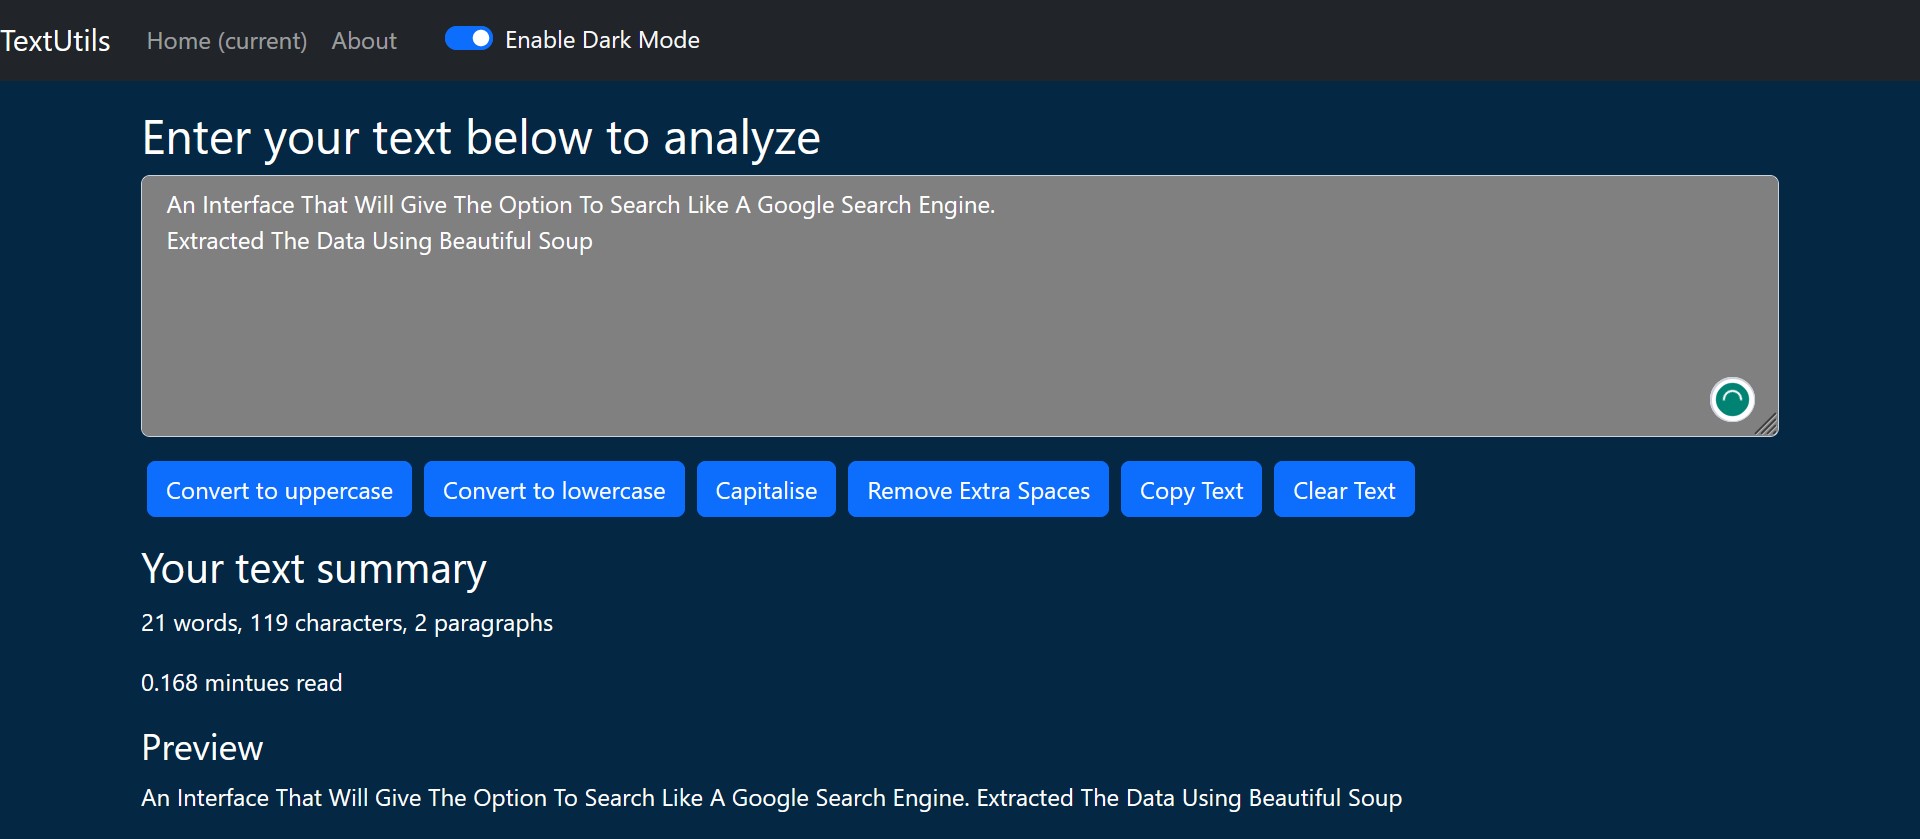 TextUtils Home (current) About Enable Dark Mode
Enter your text below to analyze
An Interface That Will Give The Option To Search Like A Google Search Engine.
Extracted The Data Using Beautiful Soup
Convert to uppercase Convert to lowercase Capitalise Remove Extra Spaces Copy Text Clear Text
Your text summary
21 words, 119 characters, 2 paragraphs
0.168 mintues read
Preview
An Interface That Will Give The Option To Search Like A Google Search Engine. Extracted The Data Using Beautiful Soup